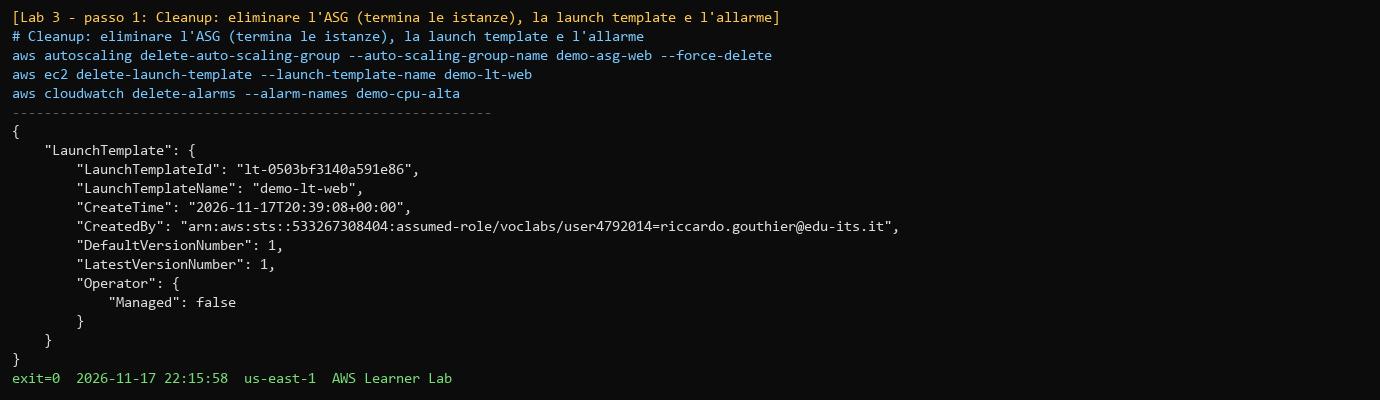 [Lab 3 - passo 1: Cleanup: eliminare l'ASG (termina le istanze), la launch template e l'allarme]
# Cleanup: eliminare l'ASG (termina le istanze), la launch template e l'allarme
aws autoscaling delete-auto-scaling-group --auto-scaling-group-name demo-asg-web --force-delete
aws ec2 delete-launch-template --launch-template-name demo-lt-web
aws cloudwatch delete-alarms --alarm-names demo-cpu-alta
------------------------------------------------------------
{
    "LaunchTemplate": {
        "LaunchTemplateId": "lt-0503bf3140a591e86",
        "LaunchTemplateName": "demo-lt-web",
        "CreateTime": "2026-11-17T20:39:08+00:00",
        "CreatedBy": "arn:aws:sts::533267308404:assumed-role/voclabs/user4792014=riccardo.gouthier@edu-its.it",
        "DefaultVersionNumber": 1,
        "LatestVersionNumber": 1,
        "Operator": {
            "Managed": false
        }
    }
}
exit=0  2026-11-17 22:15:58  us-east-1  AWS Learner Lab